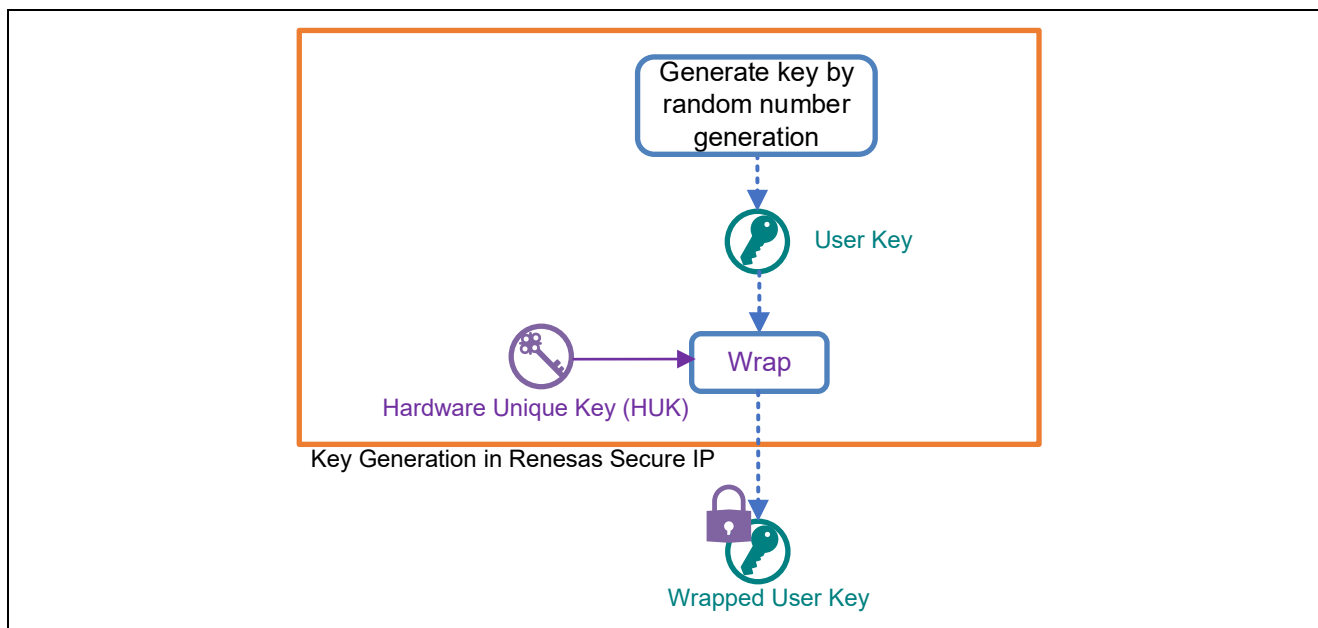 Generate key by
random number
generation
User Key
Wrap
Hardware Unique Key (HUK)
Key Generation in Renesas Secure IP
Wrapped User Key